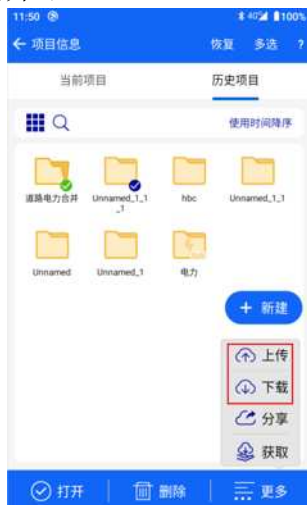 11:50 100%
项目信息 恢复 多选 ?
当前项目 历史项目
使用时间降序
道路电力合并 Unnamed_1_1_1 hbc Unnamed_1_1
Unnamed Unnamed_1 电力
+ 新建
上传
下载
分享
获取
打开 删除 更多